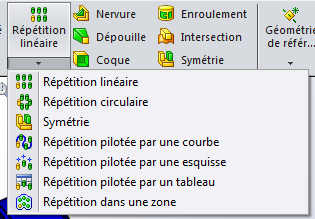 Répétition
linéaire
Nervure
Dépouille
Coque
Enroulement
Intersection
Symétrie
Géométrie
de référ...
Répétition linéaire
Répétition circulaire
Symétrie
Répétition pilotée par une courbe
Répétition pilotée par une esquisse
Répétition pilotée par un tableau
Répétition dans une zone